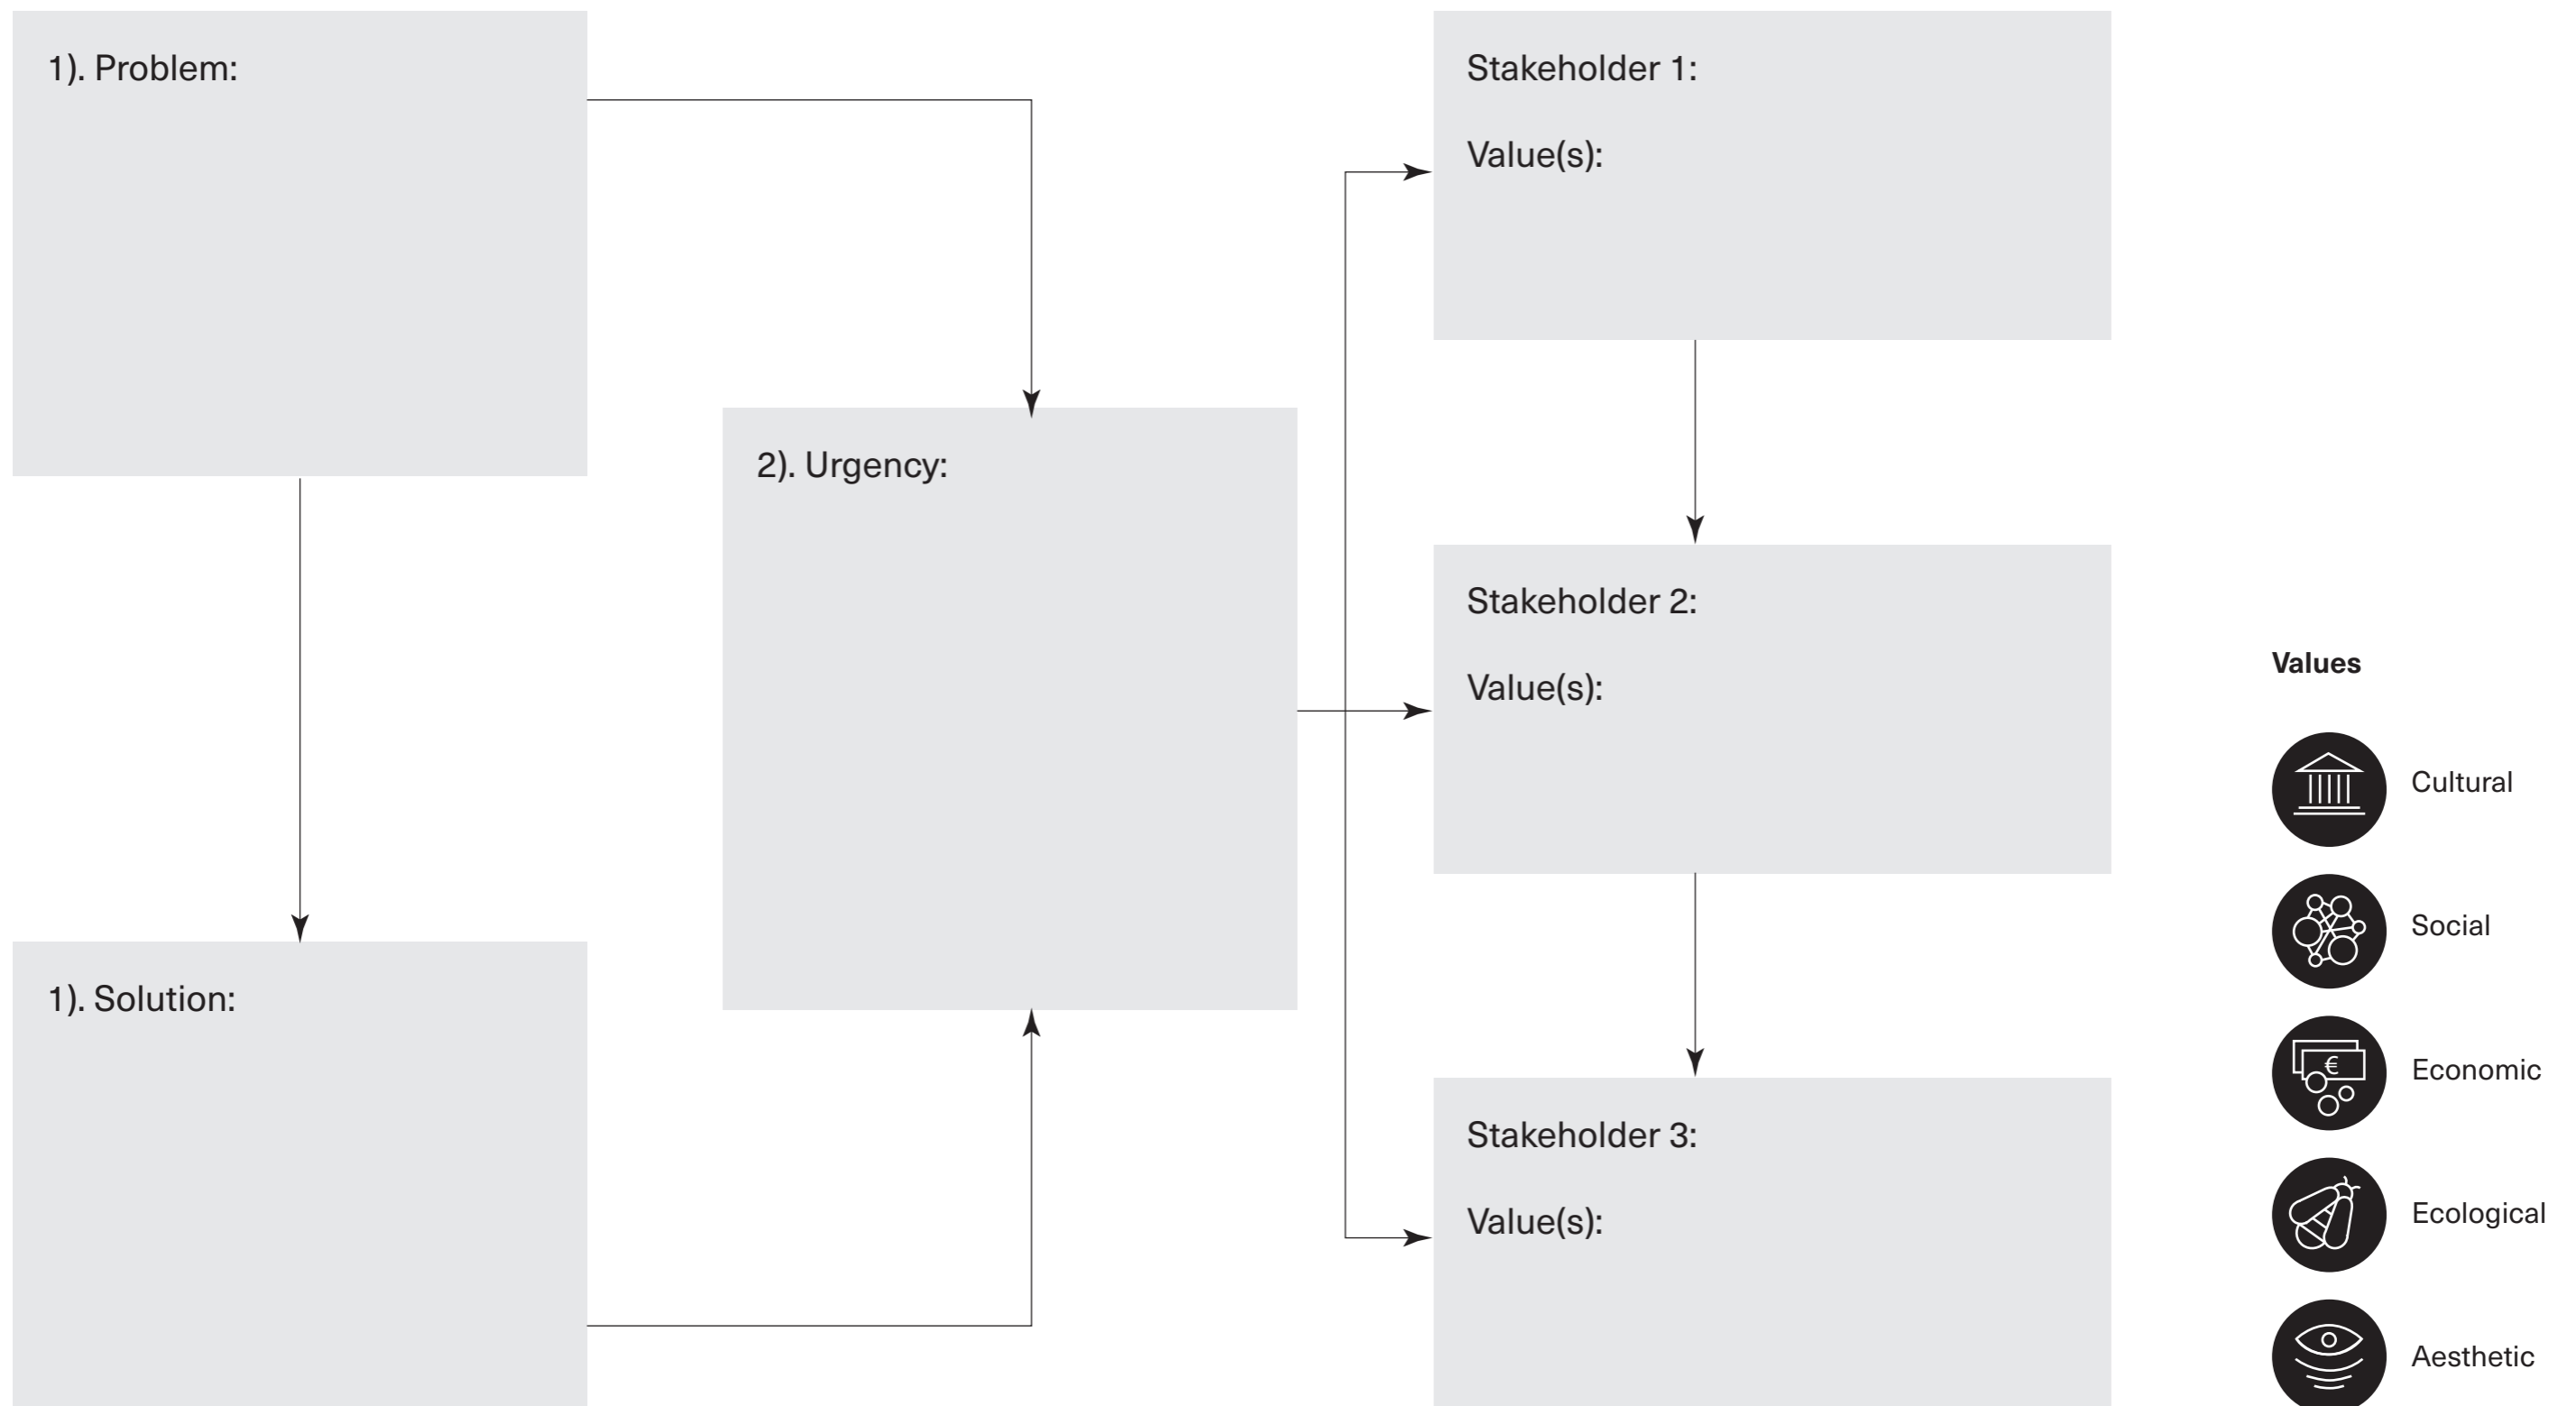 1). Problem:
1). Solution:
2). Urgency:
Stakeholder 1:
Value(s):
Stakeholder 2:
Value(s):
Stakeholder 3:
Value(s):
Values
Cultural
Social
€
Economic
Ecological
Aesthetic